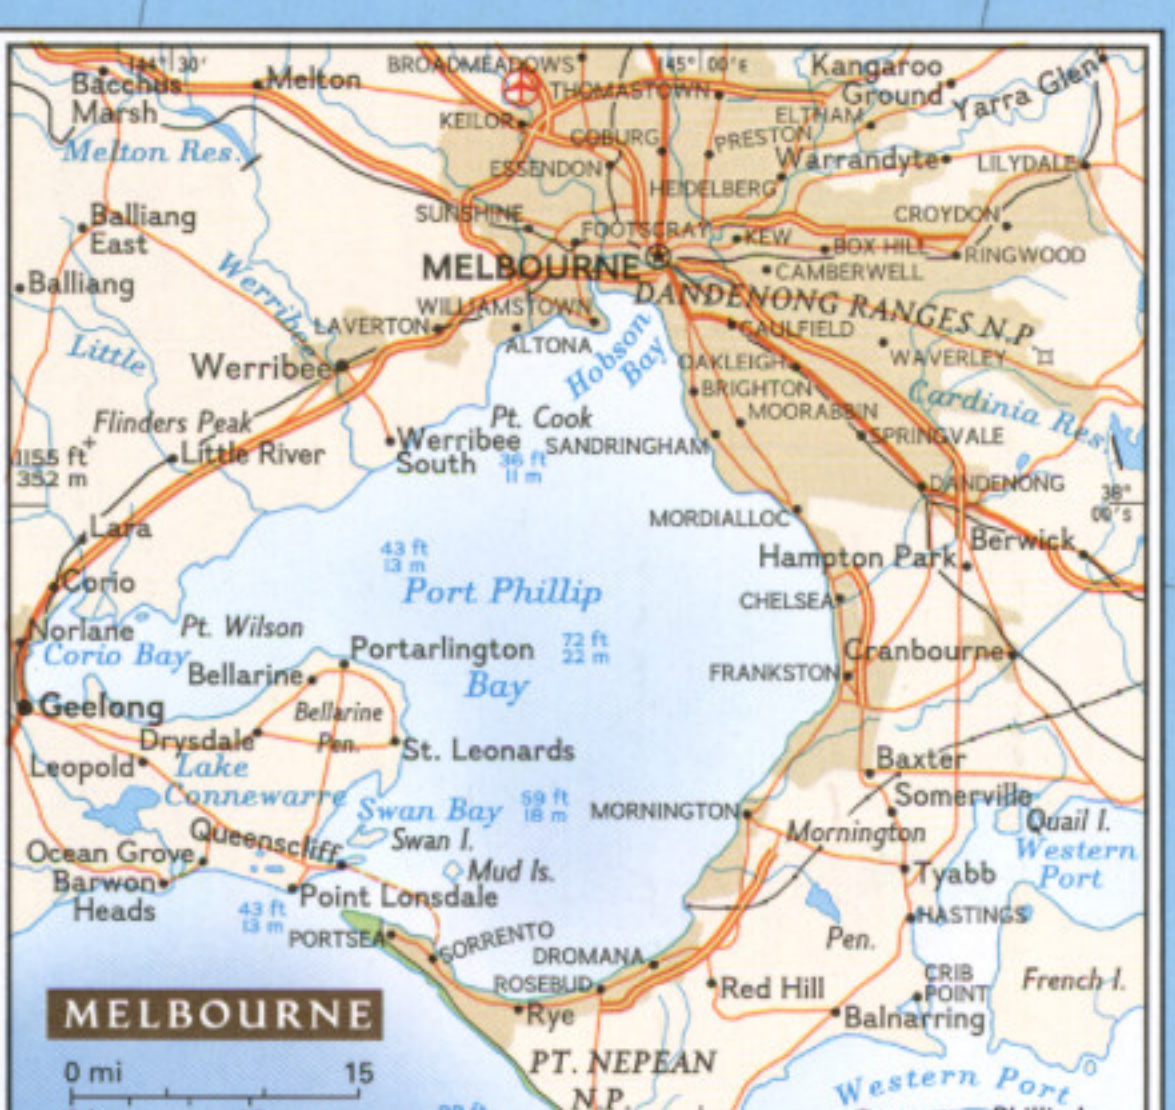 144° 30'
145° 00' E
BROADMEADOWS
Kangaroo
Ground
Yarra Glen
Bacchus
Marsh
Melton
THOMASTOWN
ELTHAM
KEILOR
COBURG
PRESTON
Melton Res.
ESSENDON
Warrandyte
LILYDALE
HEIDELBERG
Balliang
East
SUNSHINE
FOOTSCRAY
KEW
CROYDON
BOX HILL
RINGWOOD
MELBOURNE
CAMBERWELL
Balliang
Werribee
WILLIAMSTOWN
DANDENONG RANGES N.P.
LAVERTON
ALTONA
Hobson
Bay
CAULFIELD
WAVERLEY
Little
Werribee
OAKLEIGH
BRIGHTON
Cardinia Res.
Flinders Peak
Pt. Cook
MOORABBIN
1155 ft
352 m
Little River
Werribee
South
36 ft
11 m
SANDRINGHAM
SPRINGVALE
DANDENONG
38°
00' S
Lara
MORDIALLOC
Berwick
43 ft
13 m
Hampton Park
Corio
Port Phillip
Bay
CHELSEA
Norlane
Pt. Wilson
Corio Bay
Portarlington
72 ft
22 m
Cranbourne
Bellarine
FRANKSTON
Geelong
Bellarine
Pen.
Drysdale
St. Leonards
Leopold
Lake
Connewarre
Baxter
Swan Bay
59 ft
18 m
MORNINGTON
Somerville
Queenscliff
Swan I.
Mornington
Pen.
Quail I.
Western
Port
Ocean Grove
Mud Is.
Tyabb
Barwon
Heads
Point Lonsdale
43 ft
13 m
HASTINGS
PORTSEA
SORRENTO
DROMANA
CRIB
POINT
French I.
ROSEBUD
Red Hill
Rye
Balnarring
MELBOURNE
PT. NEPEAN
N.P.
0 mi 15
Western Port